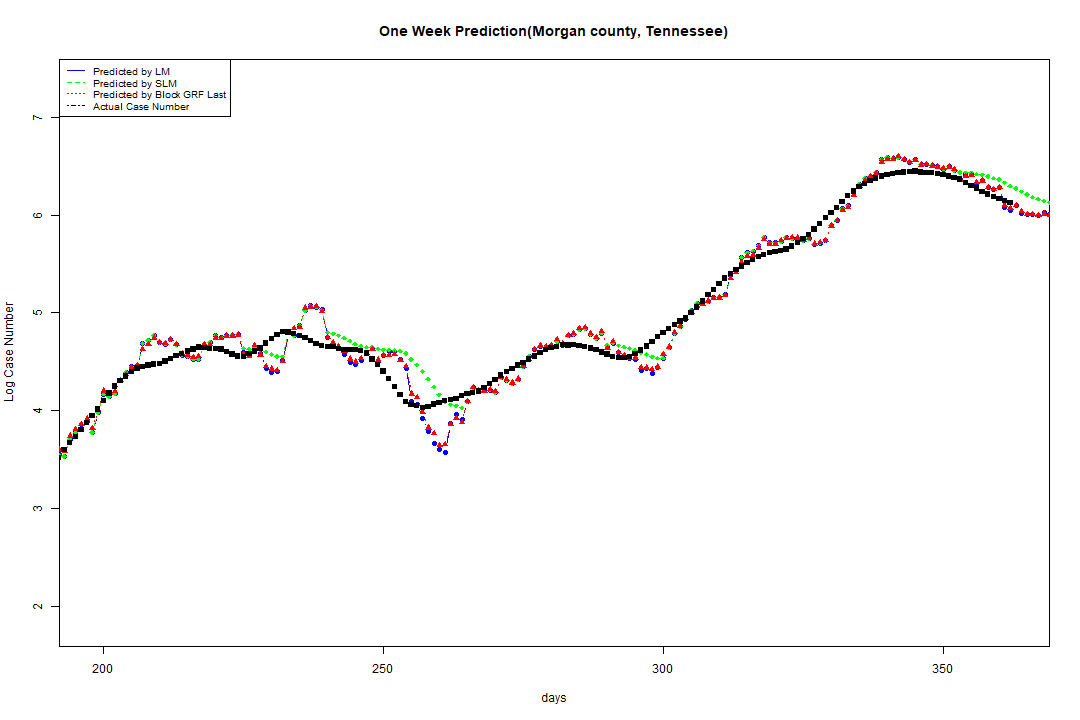 One Week Prediction(Morgan county, Tennessee)
Predicted by LM
Predicted by SLM
Predicted by Block GRF Last
Actual Case Number
7
6
5
4
3
2
Log Case Number
200
250
300
350
days